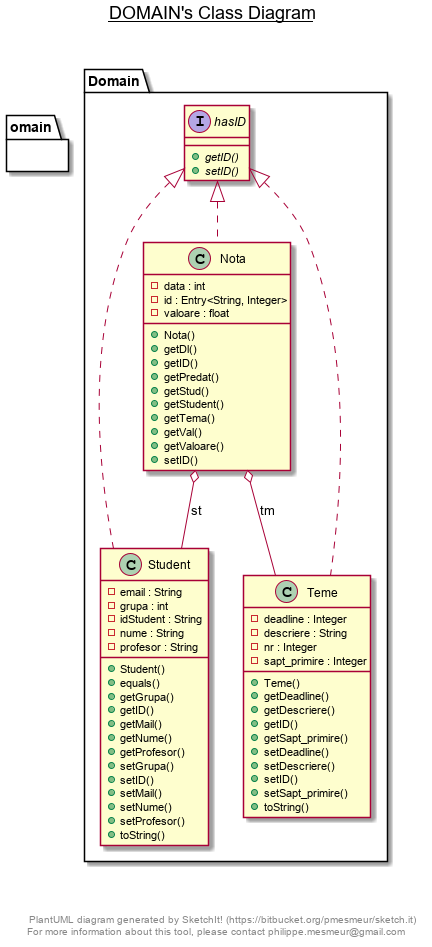 DOMAIN's Class Diagram
Domain
omain
I hasID
getID()
setID()
C Nota
data : int
id : Entry<String, Integer>
valoare : float
Nota()
getDl()
getID()
getPredat()
getStud()
getStudent()
getTema()
getVal()
getValoare()
setID()
st
tm
C Student
email : String
grupa : int
idStudent : String
nume : String
profesor : String
Student()
equals()
getGrupa()
getID()
getMail()
getNume()
getProfesor()
setGrupa()
setID()
setMail()
setNume()
setProfesor()
toString()
C Teme
deadline : Integer
descriere : String
nr : Integer
sapt_primire : Integer
Teme()
getDeadline()
getDescriere()
getID()
getSapt_primire()
setDeadline()
setDescriere()
setID()
setSapt_primire()
toString()
PlantUML diagram generated by SketchIt! (https://bitbucket.org/pmesmeur/sketch.it)
For more information about this tool, please contact philippe.mesmeur@gmail.com